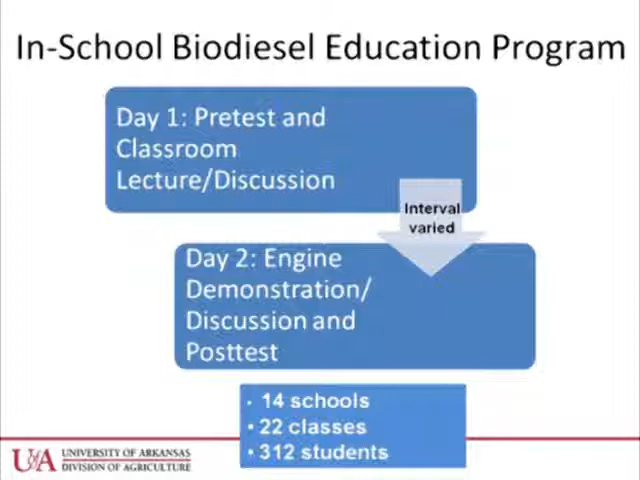 In-School Biodiesel Education Program
Day 1: Pretest and
Classroom
Lecture/Discussion
Interval
varied
Day 2: Engine
Demonstration/
Discussion and
Posttest
• 14 schools
• 22 classes
• 312 students
UofA UNIVERSITY OF ARKANSAS
DIVISION OF AGRICULTURE